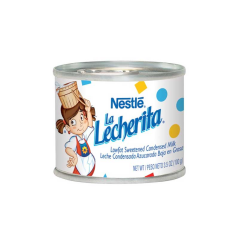 Nestlé®
La
Lecherita®
Lowfat Sweetened Condensed Milk
Leche Condensada Azucarada Baja en Grasa
NET WT / PESO NETO 3.5 OZ / 100 g